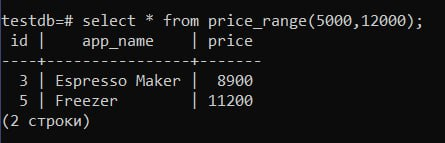 testdb=# select * from price_range(5000,12000);
 id |    app_name    | price
----+----------------+-------
  3 | Espresso Maker |  8900
  5 | Freezer        | 11200
(2 строки)